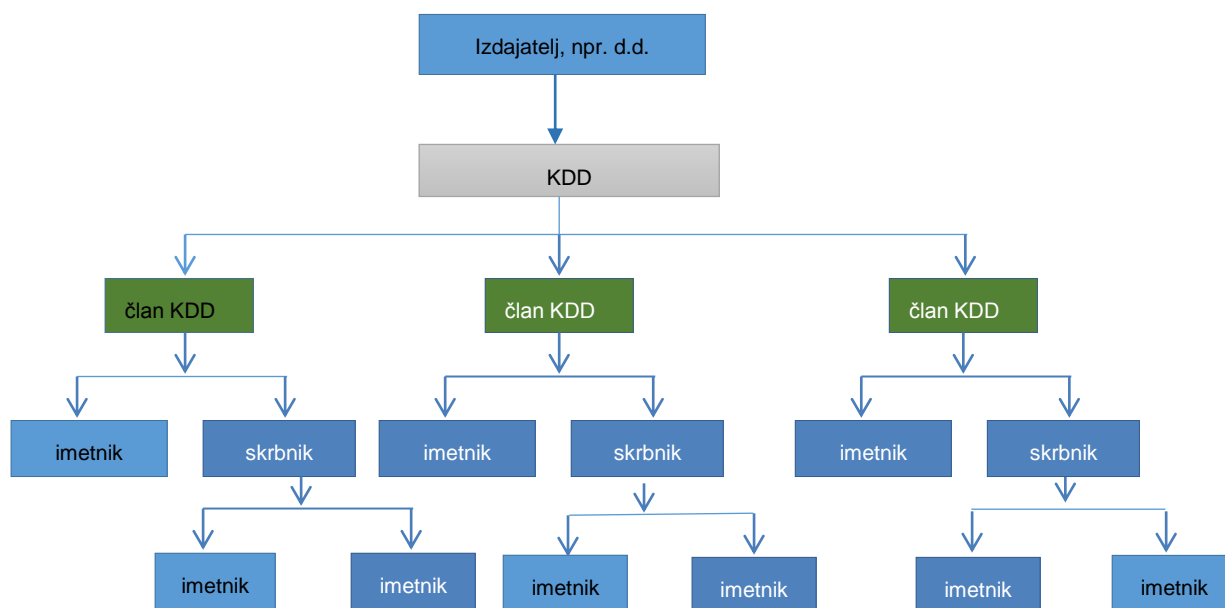 Izdajatelj, npr. d.d.
KDD
član KDD
član KDD
član KDD
imetnik
skrbnik
imetnik
skrbnik
imetnik
skrbnik
imetnik
imetnik
imetnik
imetnik
imetnik
imetnik